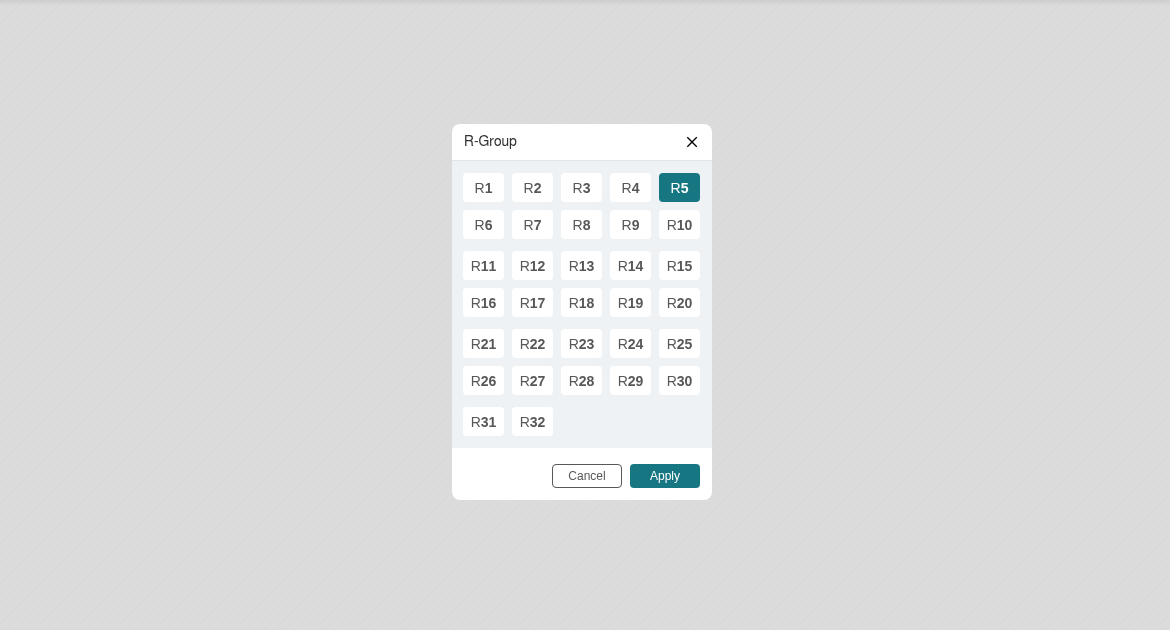 R-Group
R1 R2 R3 R4 R5
R6 R7 R8 R9 R10
R11 R12 R13 R14 R15
R16 R17 R18 R19 R20
R21 R22 R23 R24 R25
R26 R27 R28 R29 R30
R31 R32
Cancel Apply